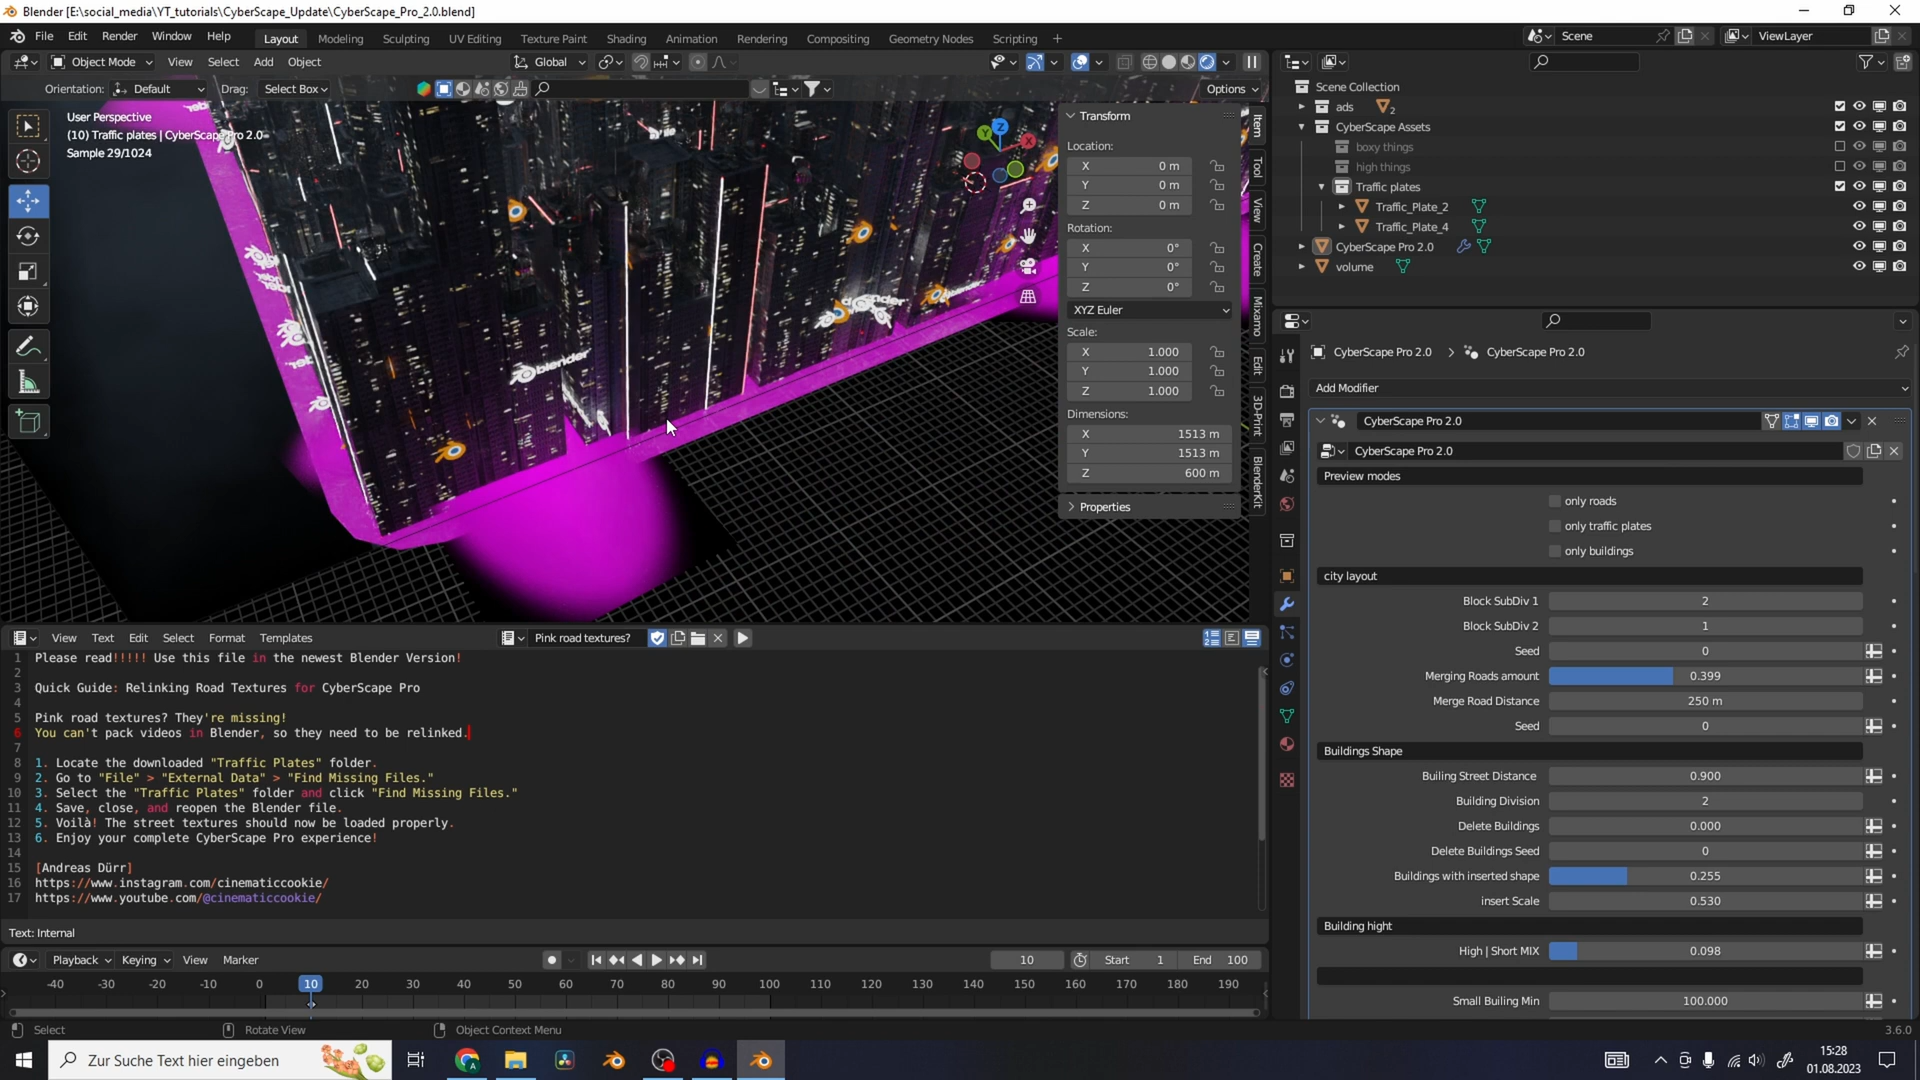 Blender [E:\social_media\YT_tutorials\CyberScape_Update\CyberScape_Pro_2.0.blend]
File Edit Render Window Help
Layout Modeling Sculpting UV Editing Texture Paint Shading Animation Rendering Compositing Geometry Nodes Scripting +
Scene
ViewLayer
Object Mode View Select Add Object Global
Orientation: Default Drag: Select Box
Options
User Perspective
(10) Traffic plates | CyberScape Pro 2.0
Sample 29/1024
blender
Transform
Location:
X 0 m
Y 0 m
Z 0 m
Rotation:
X 0°
Y 0°
Z 0°
XYZ Euler
Scale:
X 1.000
Y 1.000
Z 1.000
Dimensions:
X 1513 m
Y 1513 m
Z 600 m
Properties
Item
Tool
View
Create
Mixamo
Edit
3D-Print
BlenderKit
Scene Collection
ads 2
CyberScape Assets
boxy things
high things
Traffic plates
Traffic_Plate_2
Traffic_Plate_4
CyberScape Pro 2.0
volume
CyberScape Pro 2.0 > CyberScape Pro 2.0
Add Modifier
CyberScape Pro 2.0
CyberScape Pro 2.0
Preview modes
only roads
only traffic plates
only buildings
city layout
Block SubDiv 1 2
Block SubDiv 2 1
Seed 0
Merging Roads amount 0.399
Merge Road Distance 250 m
Seed 0
Buildings Shape
Builing Street Distance 0.900
Building Division 2
Delete Buildings 0.000
Delete Buildings Seed 0
Buildings with inserted shape 0.255
insert Scale 0.530
Building hight
High | Short MIX 0.098
Small Builing Min 100.000
View Text Edit Select Format Templates
Pink road textures?
1 Please read!!!!! Use this file in the newest Blender Version!
2
3 Quick Guide: Relinking Road Textures for CyberScape Pro
4
5 Pink road textures? They're missing!
6 You can't pack videos in Blender, so they need to be relinked.
7
8 1. Locate the downloaded "Traffic Plates" folder.
9 2. Go to "File" > "External Data" > "Find Missing Files."
10 3. Select the "Traffic Plates" folder and click "Find Missing Files."
11 4. Save, close, and reopen the Blender file.
12 5. Voilà! The street textures should now be loaded properly.
13 6. Enjoy your complete CyberScape Pro experience!
14
15 [Andreas Dürr]
16 https://www.instagram.com/cinematiccookie/
17 https://www.youtube.com/@cinematiccookie/
Text: Internal
Playback Keying View Marker
10 Start 1 End 100
-40 -30 -20 -10 0 10 20 30 40 50 60 70 80 90 100 110 120 130 140 150 160 170 180 190
Select Rotate View Object Context Menu
3.6.0
Zur Suche Text hier eingeben
15:28
01.08.2023